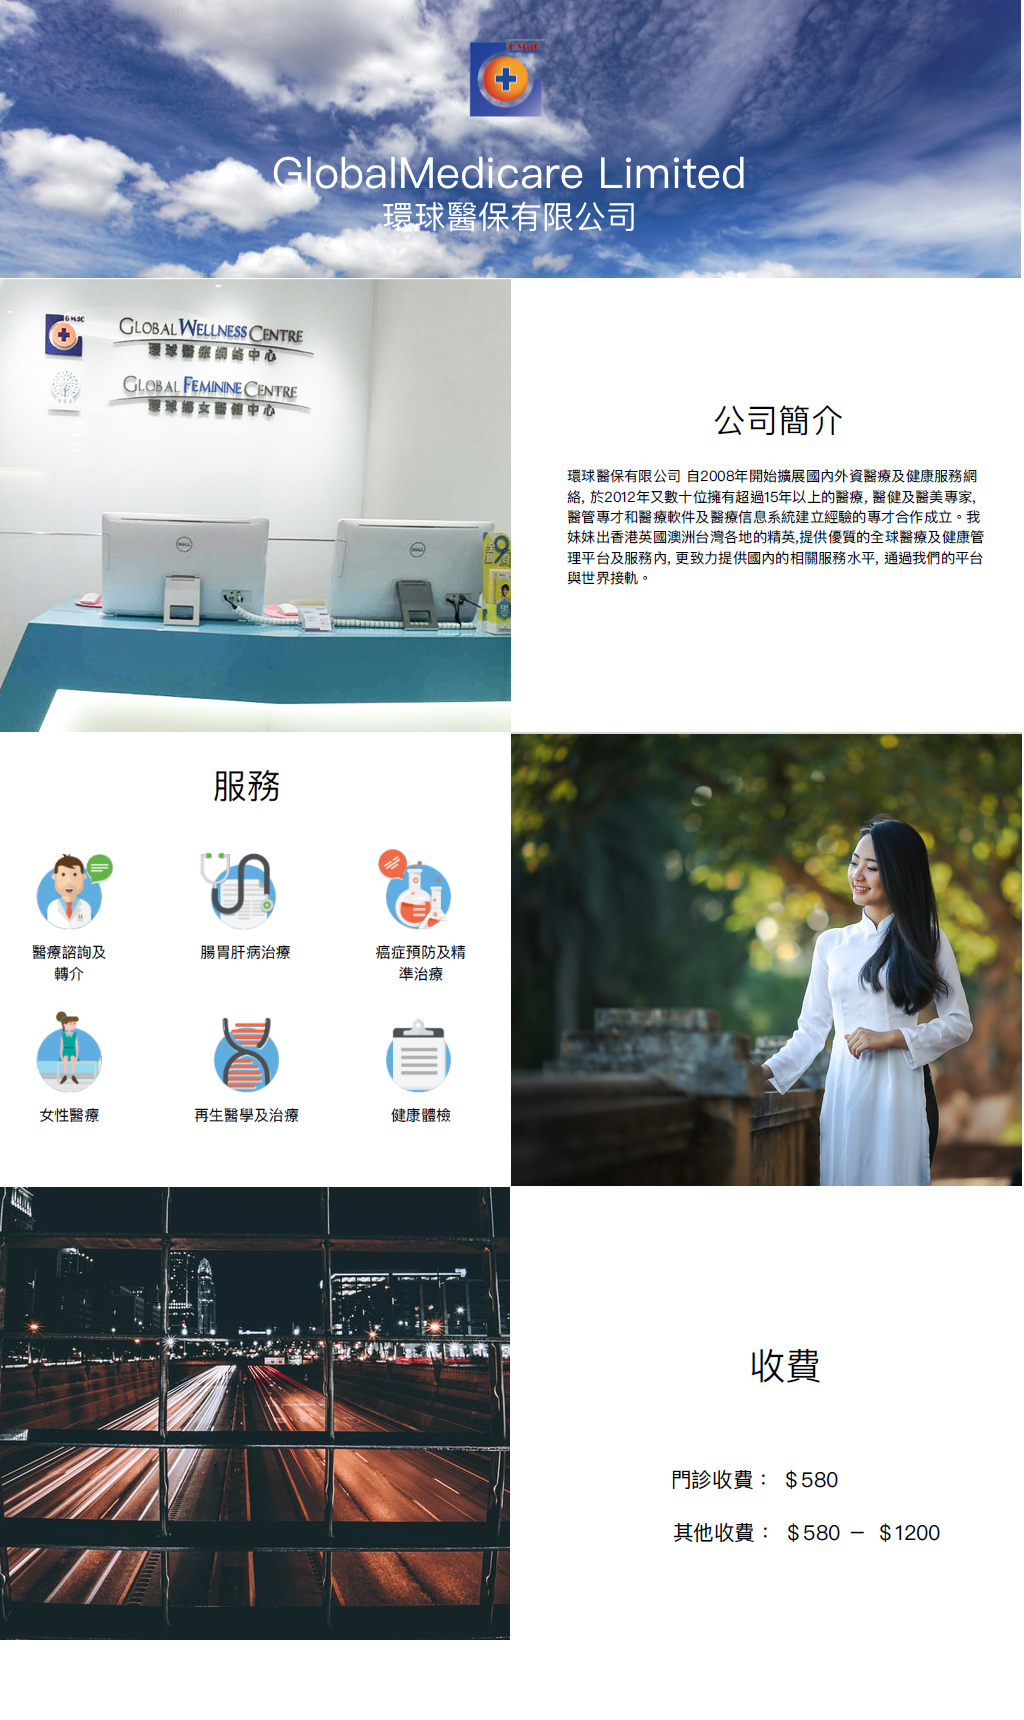 GlobalMedicare Limited
環球醫保有限公司
GMSC
GLOBAL WELLNESS CENTRE
環球醫療網絡中心
GLOBAL FEMININE CENTRE
環球婦女醫健中心
DELL
DELL
公司簡介
環球醫保有限公司 自2008年開始擴展國內外資醫療及健康服務網
絡, 於2012年又數十位擁有超過15年以上的醫療, 醫健及醫美專家,
醫管專才和醫療軟件及醫療信息系統建立經驗的專才合作成立。我
妹妹出香港英國澳洲台灣各地的精英,提供優質的全球醫療及健康管
理平台及服務內, 更致力提供國內的相關服務水平, 通過我們的平台
與世界接軌。
服務
醫療諮詢及
轉介
腸胃肝病治療
癌症預防及精
準治療
女性醫療
再生醫學及治療
健康體檢
收費
門診收費： $580
其他收費： $580 － $1200